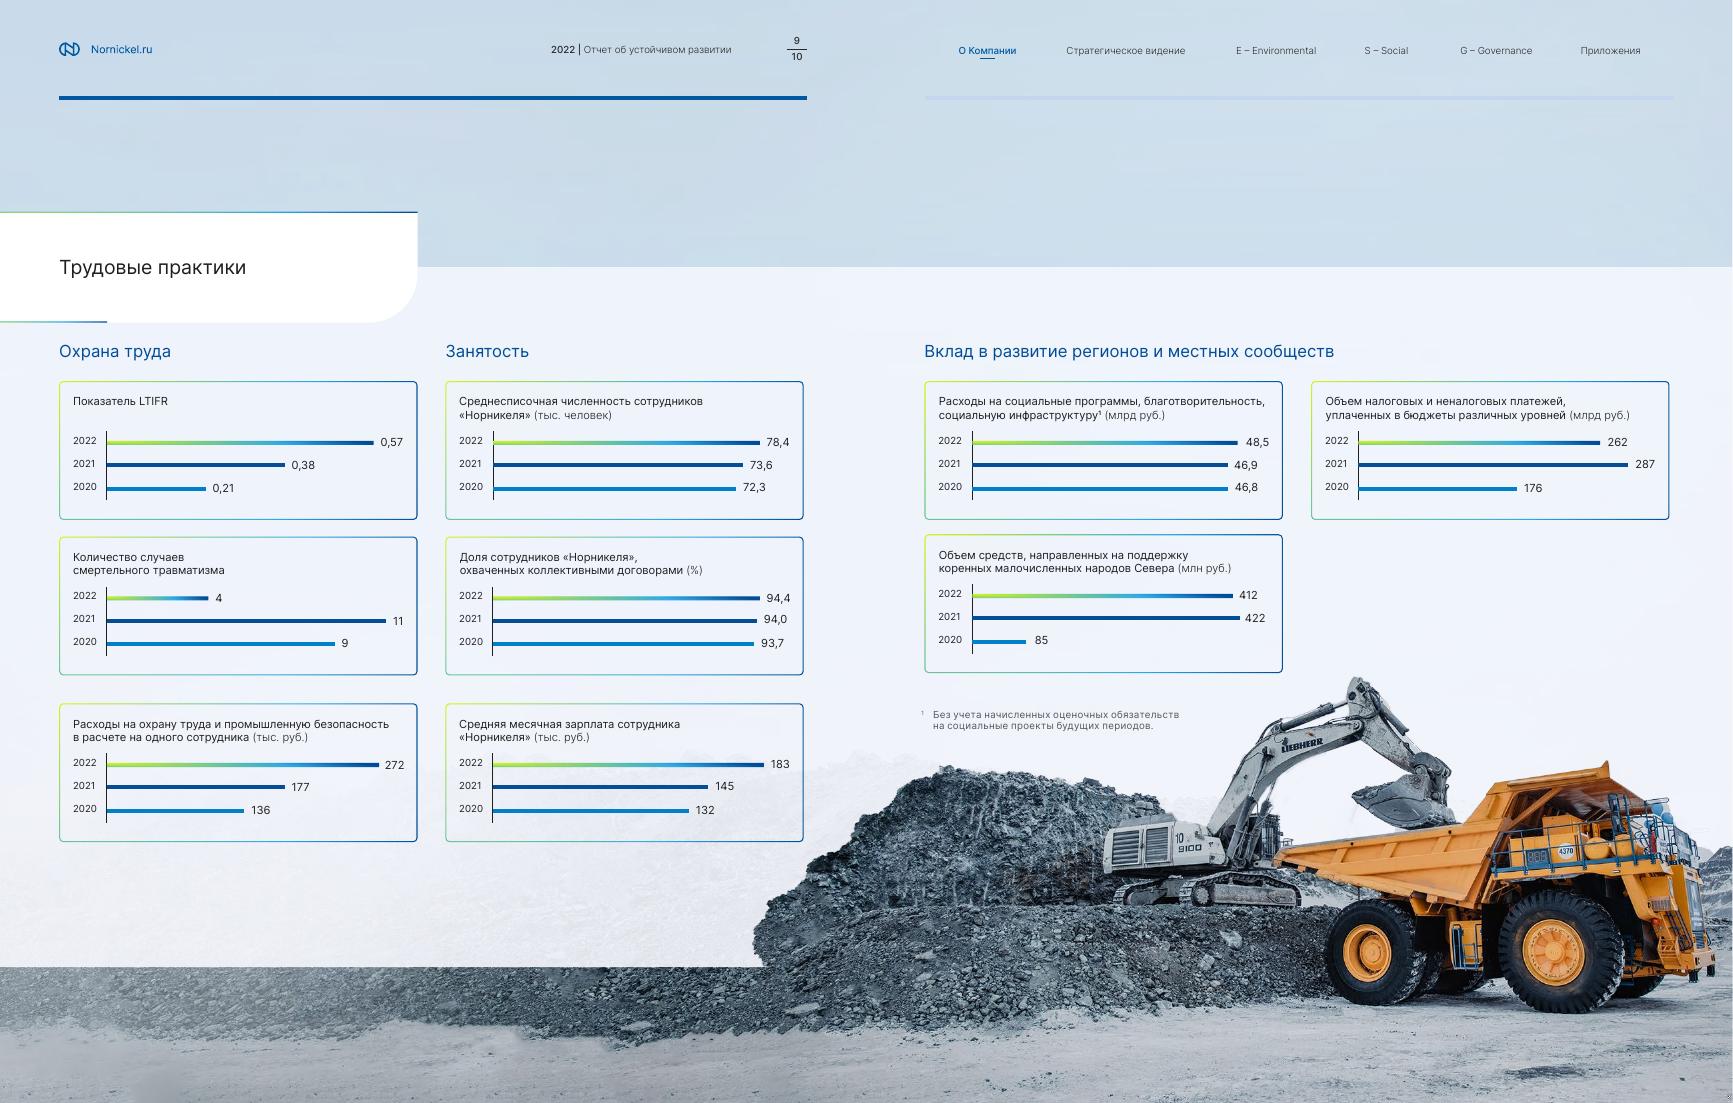 Nornickel.ru
2022 | Отчет об устойчивом развитии
9
10
О Компании
Стратегическое видение
E – Environmental
S – Social
G – Governance
Приложения
Трудовые практики
Охрана труда
Показатель LTIFR
2022 0,57
2021 0,38
2020 0,21
Количество случаев
смертельного травматизма
2022 4
2021 11
2020 9
Расходы на охрану труда и промышленную безопасность
в расчете на одного сотрудника (тыс. руб.)
2022 272
2021 177
2020 136
Занятость
Среднесписочная численность сотрудников
«Норникеля» (тыс. человек)
2022 78,4
2021 73,6
2020 72,3
Доля сотрудников «Норникеля»,
охваченных коллективными договорами (%)
2022 94,4
2021 94,0
2020 93,7
Средняя месячная зарплата сотрудника
«Норникеля» (тыс. руб.)
2022 183
2021 145
2020 132
Вклад в развитие регионов и местных сообществ
Расходы на социальные программы, благотворительность,
социальную инфраструктуру¹ (млрд руб.)
2022 48,5
2021 46,9
2020 46,8
Объем налоговых и неналоговых платежей,
уплаченных в бюджеты различных уровней (млрд руб.)
2022 262
2021 287
2020 176
Объем средств, направленных на поддержку
коренных малочисленных народов Севера (млн руб.)
2022 412
2021 422
2020 85
¹ Без учета начисленных оценочных обязательств
на социальные проекты будущих периодов.
LIEBHERR
10
9100
4370